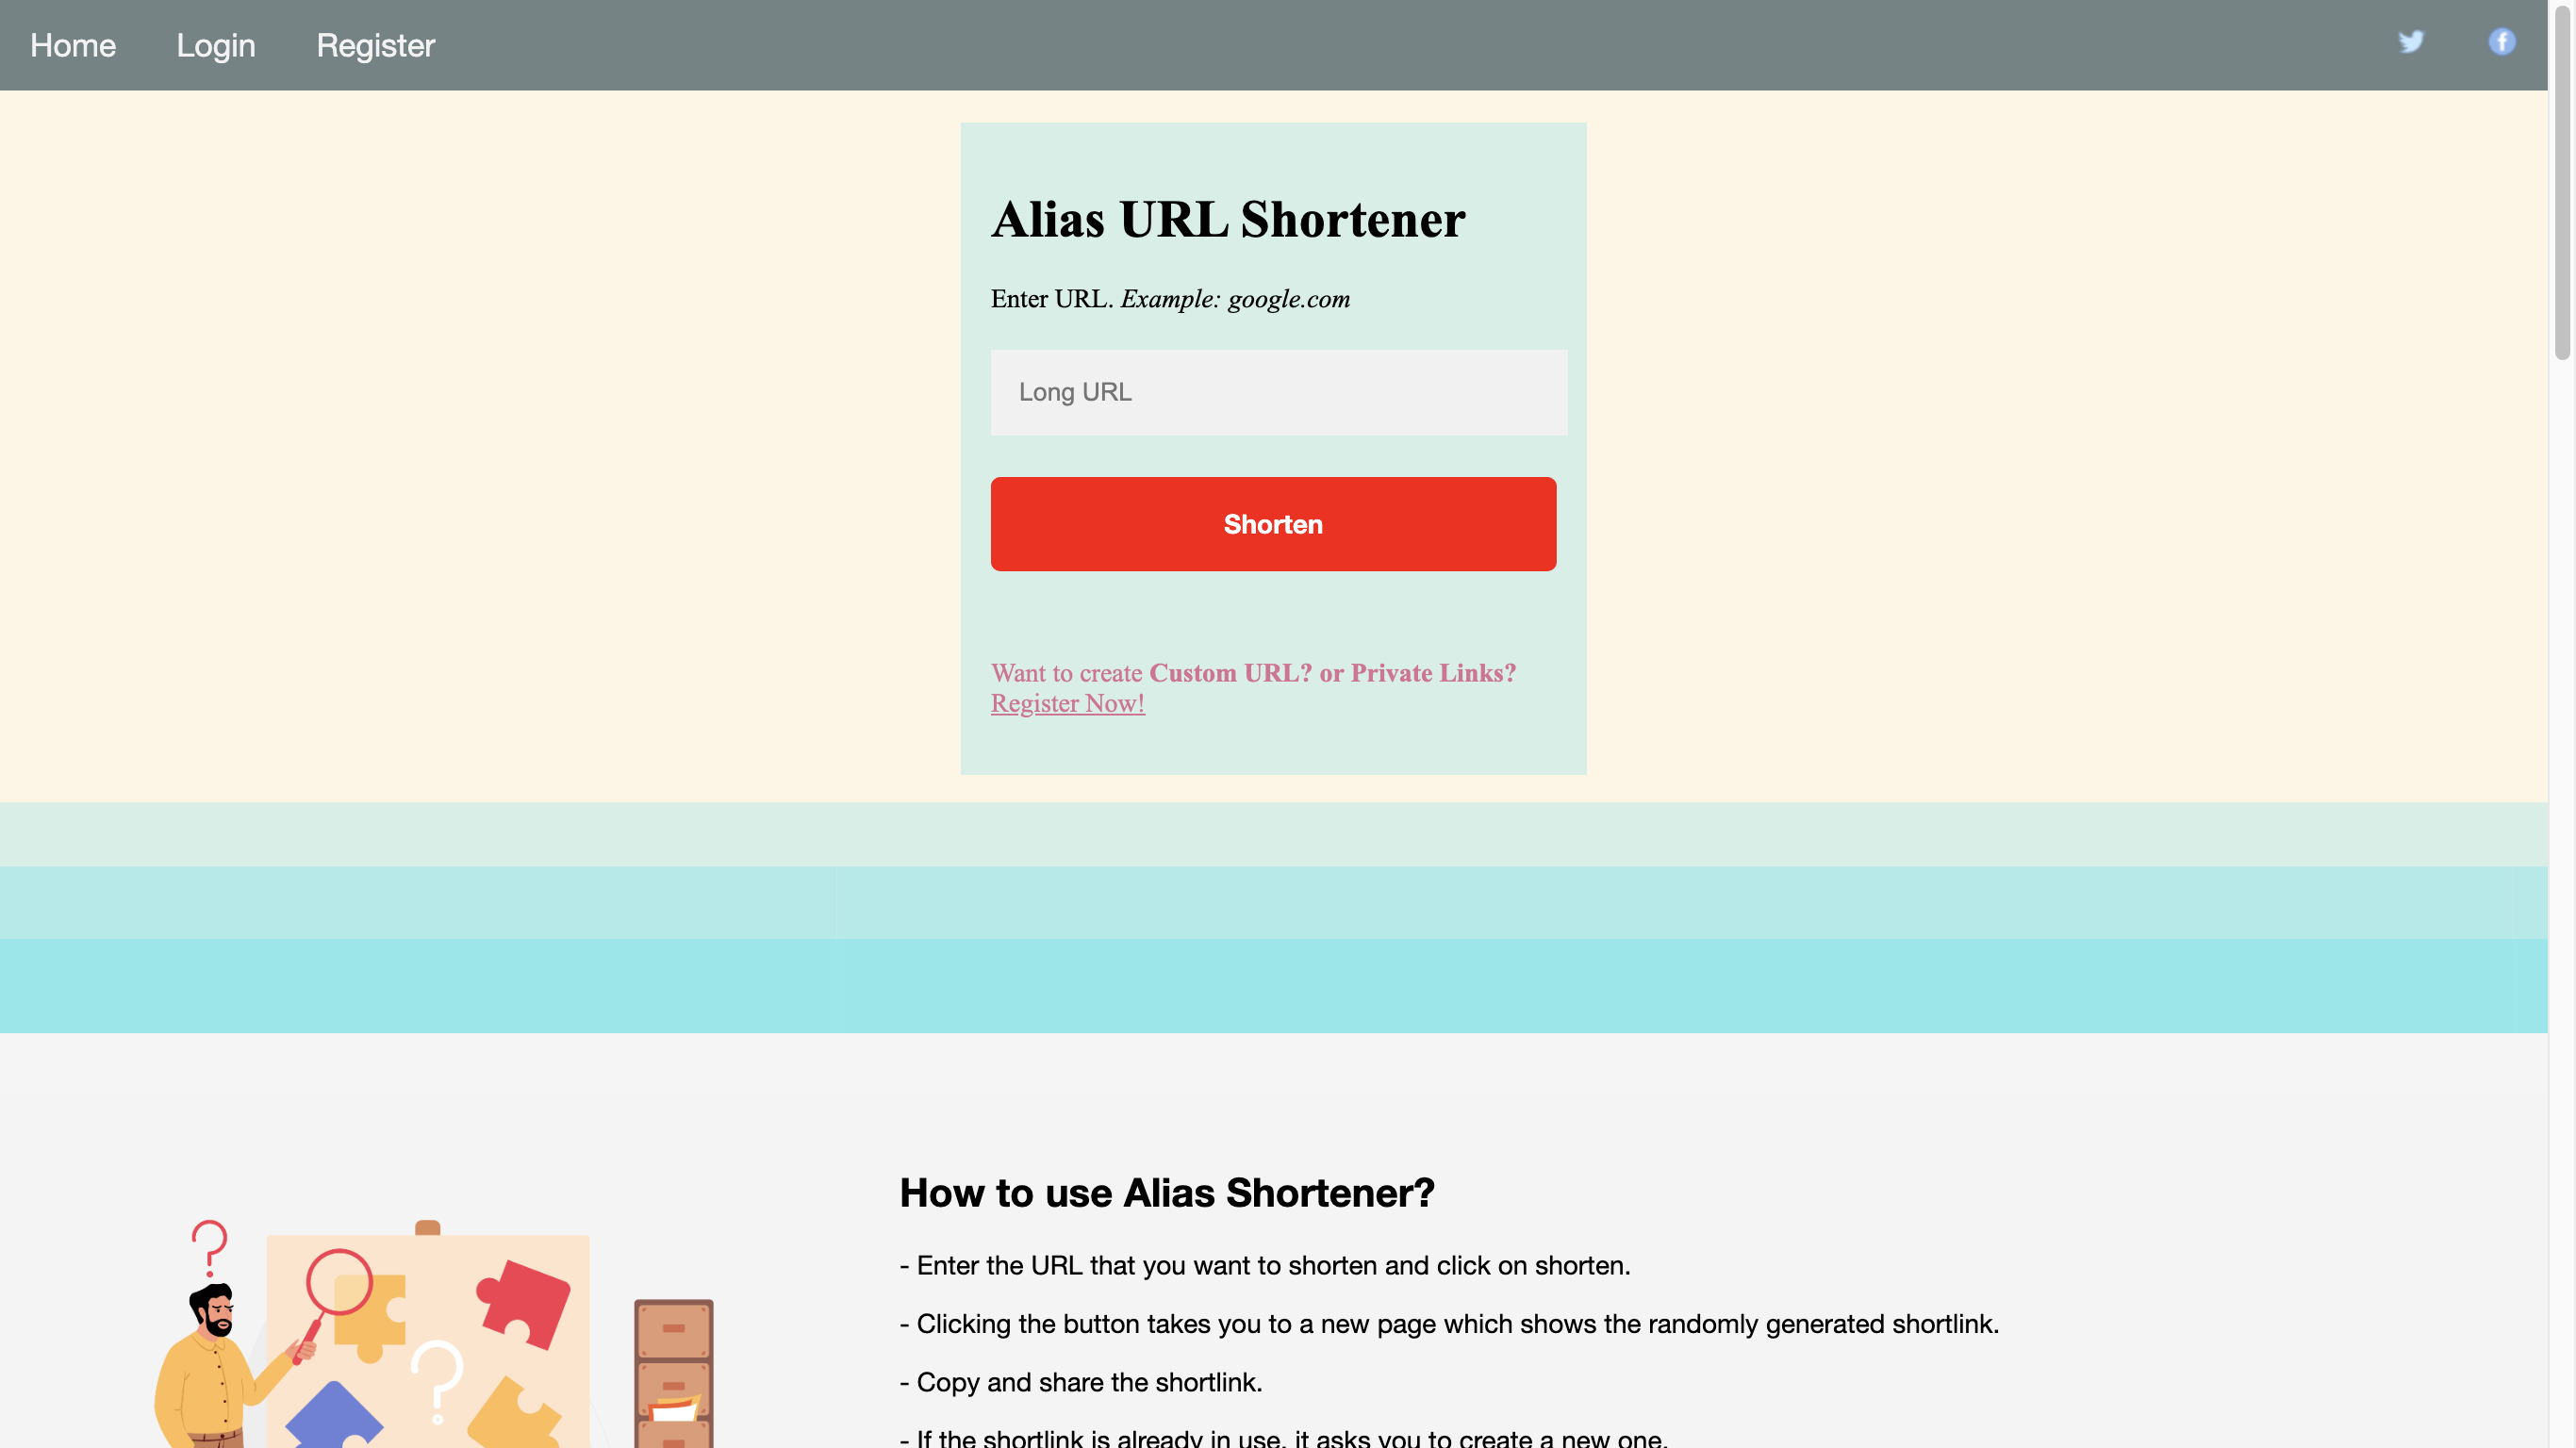 Home Login Register
Alias URL Shortener
Enter URL. Example: google.com
Long URL
Shorten
Want to create Custom URL? or Private Links?
Register Now!
How to use Alias Shortener?
- Enter the URL that you want to shorten and click on shorten.
- Clicking the button takes you to a new page which shows the randomly generated shortlink.
- Copy and share the shortlink.
- If the shortlink is already in use, it asks you to create a new one.